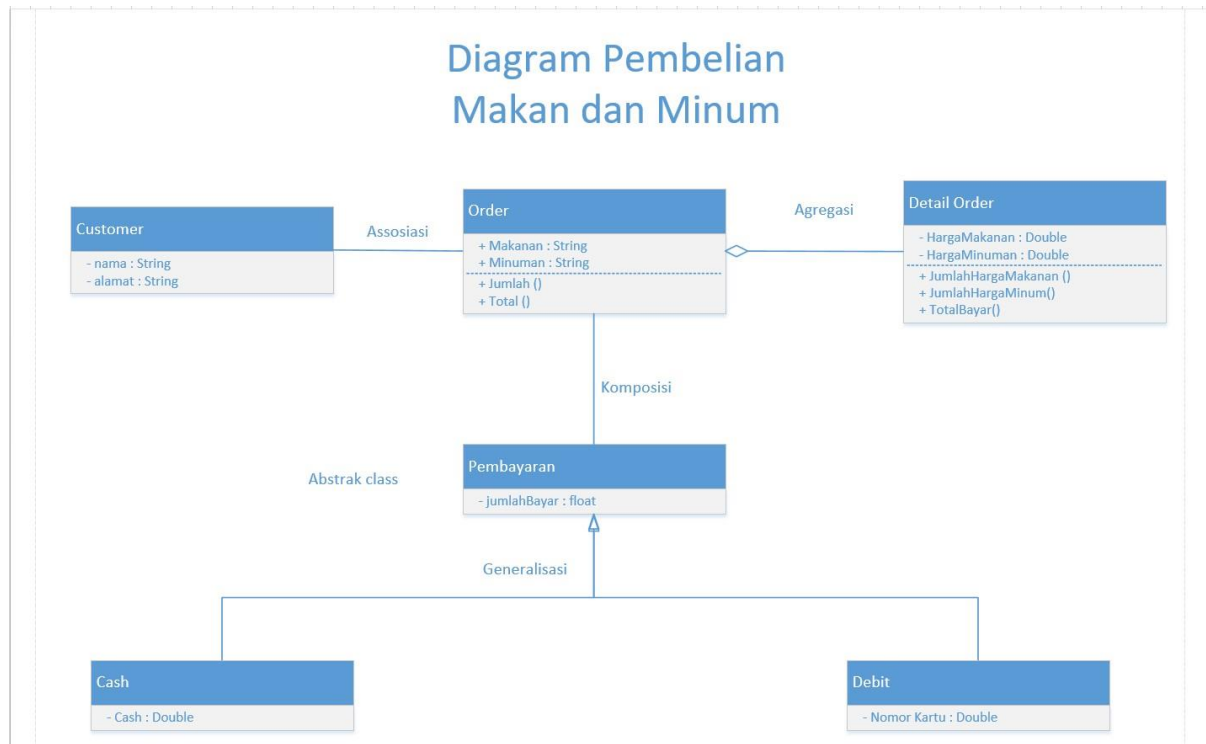 Diagram Pembelian
Makan dan Minum
Customer
- nama : String
- alamat : String
Assosiasi
Order
+ Makanan : String
+ Minuman : String
+ Jumlah ()
+ Total ()
Agregasi
Detail Order
- HargaMakanan : Double
- HargaMinuman : Double
+ JumlahHargaMakanan ()
+ JumlahHargaMinum()
+ TotalBayar()
Komposisi
Abstrak class
Pembayaran
- jumlahBayar : float
Generalisasi
Cash
- Cash : Double
Debit
- Nomor Kartu : Double